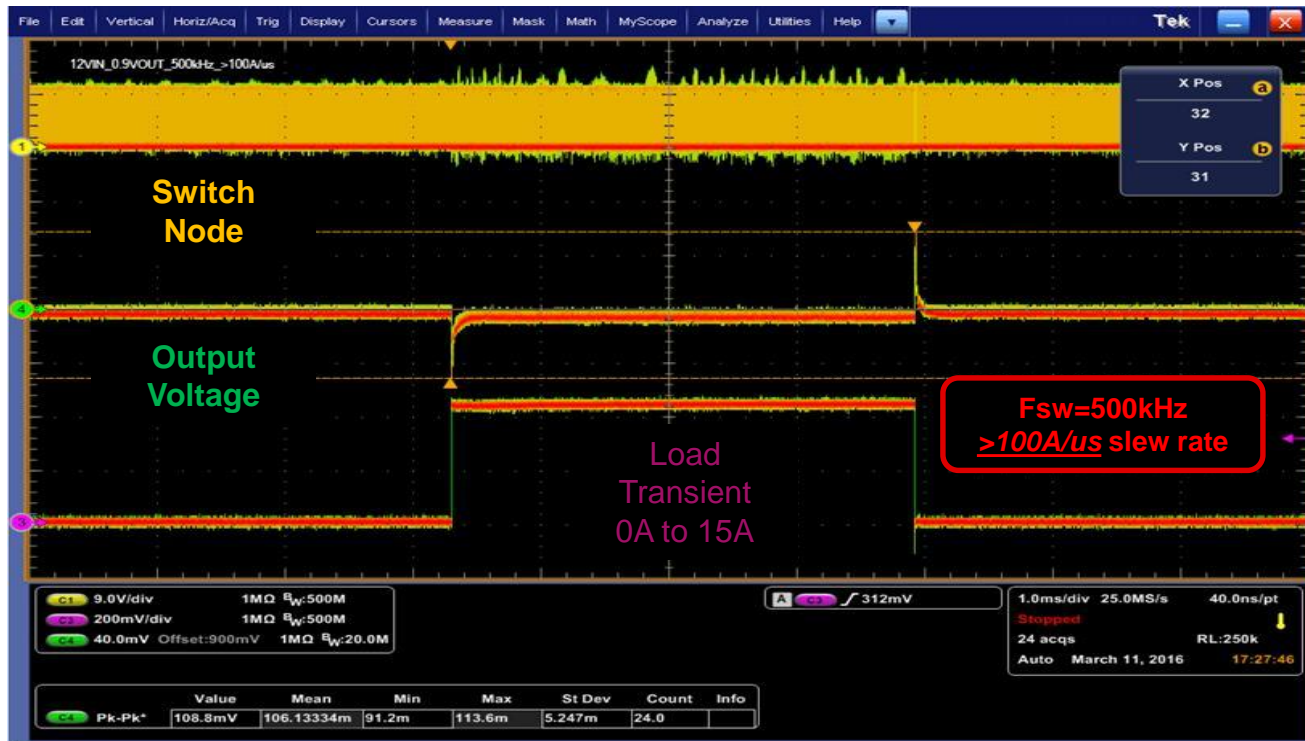 File Edit Vertical Horiz/Acq Trig Display Cursors Measure Mask Math MyScope Analyze Utilities Help Tek
12VIN_0.9VOUT_500kHz_>100A/us
X Pos a
32
Y Pos b
31
1
Switch
Node
4
Output
Voltage
Fsw=500kHz
>100A/us slew rate
Load
Transient
0A to 15A
3
C1 9.0V/div 1MΩ BW:500M
C3 200mV/div 1MΩ BW:500M
C4 40.0mV Offset:900mV 1MΩ BW:20.0M
A C3 312mV
1.0ms/div 25.0MS/s 40.0ns/pt
Stopped
24 acqs RL:250k
Auto March 11, 2016 17:27:46
Value Mean Min Max St Dev Count Info
C4 Pk-Pk* 108.8mV 106.13334m 91.2m 113.6m 5.247m 24.0